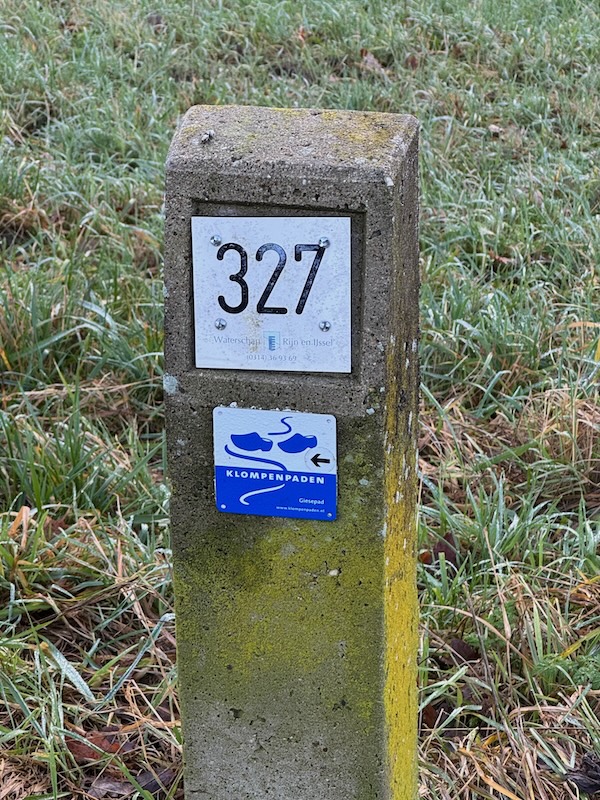 327
Waterschap Rijn en IJssel
(0314) 36 93 69
KLOMPENPADEN
Giesepad
www.klompenpaden.nl